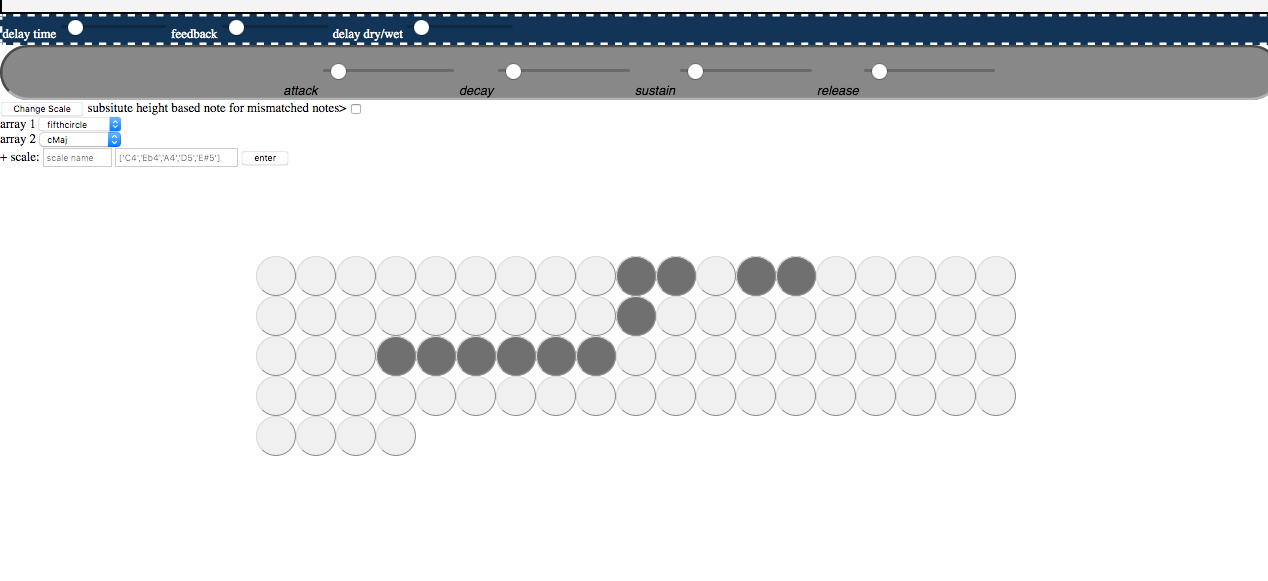 delay time feedback delay dry/wet
attack decay sustain release
Change Scale subsitute height based note for mismatched notes>
array 1 fifthcircle
array 2 cMaj
+ scale: scale name ['C4','Eb4','A4','D5','E#5'] enter